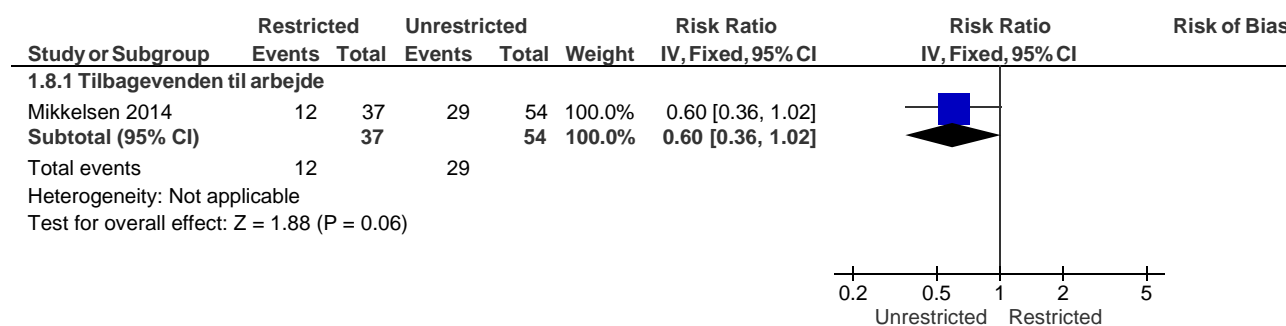 Restricted Unrestricted Risk Ratio Risk Ratio Risk of Bias
Study or Subgroup Events Total Events Total Weight IV, Fixed, 95% CI IV, Fixed, 95% CI
1.8.1 Tilbagevenden til arbejde
Mikkelsen 2014 12 37 29 54 100.0% 0.60 [0.36, 1.02]
Subtotal (95% CI) 37 54 100.0% 0.60 [0.36, 1.02]
Total events 12 29
Heterogeneity: Not applicable
Test for overall effect: Z = 1.88 (P = 0.06)
0.2 0.5 1 2 5
Unrestricted Restricted